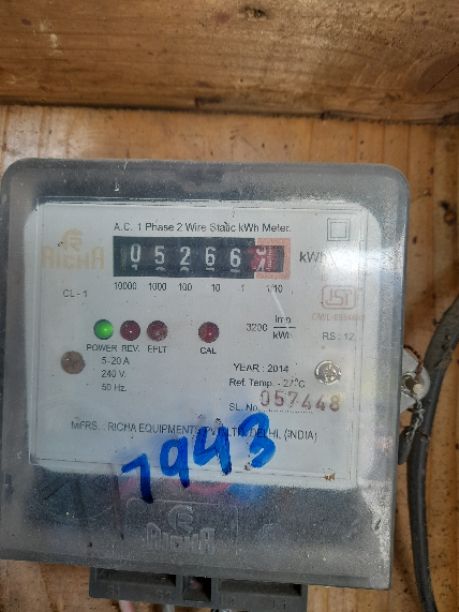 A.C. 1 Phase 2 Wire Static kWh Meter.
RICHA
0 5 2 6 6
kWh
10000 1000 100 10 1 1/10
CL - 1
3200 Imp/kWh
RS : 12
POWER REV. EFLT CAL
5-20 A
240 V.
50 Hz.
YEAR : 2014
Ref. Temp. - 27°C
SL. No. 057448
MFRS. : RICHA EQUIPMENTS PVT. LTD. DELHI. (INDIA)
7943
RICHA